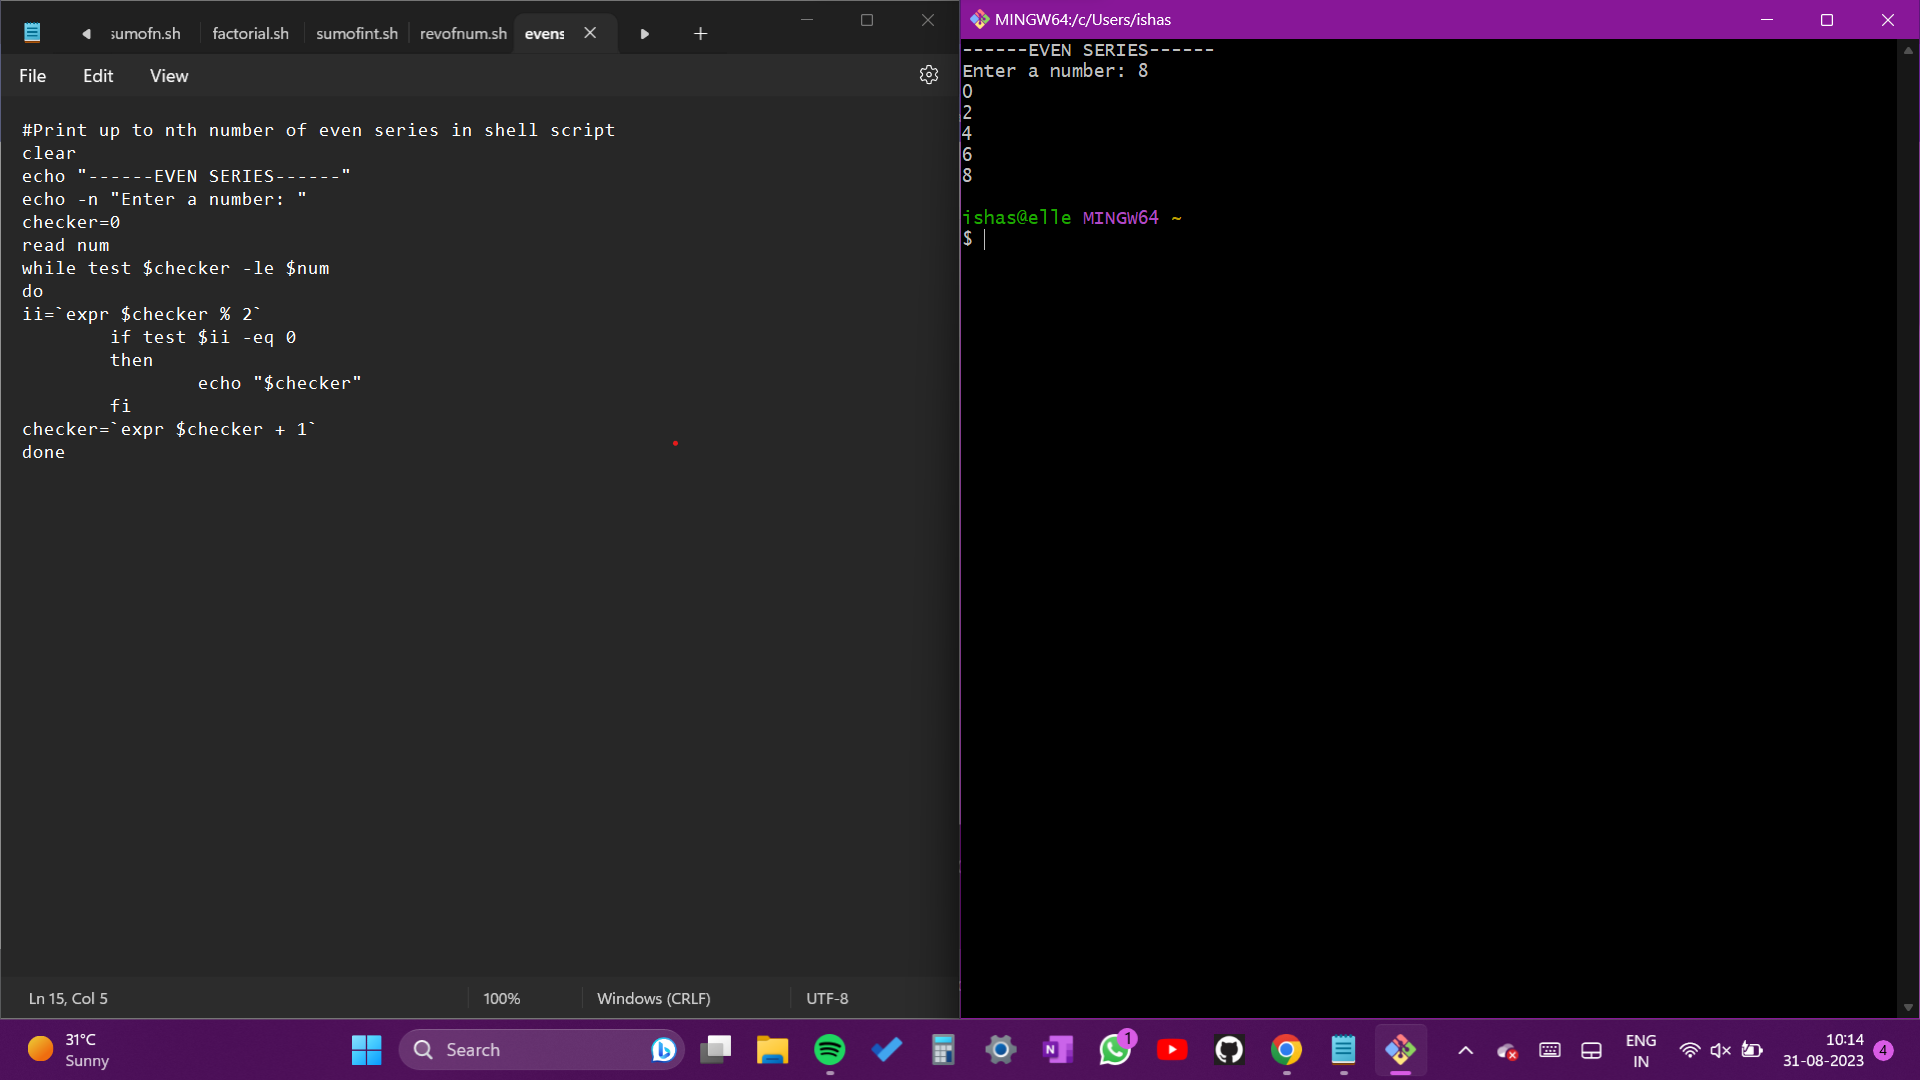 sumofn.sh factorial.sh sumofint.sh revofnum.sh evens
File Edit View
#Print up to nth number of even series in shell script
clear
echo "------EVEN SERIES------"
echo -n "Enter a number: "
checker=0
read num
while test $checker -le $num
do
ii=`expr $checker % 2`
if test $ii -eq 0
then
echo "$checker"
fi
checker=`expr $checker + 1`
done
Ln 15, Col 5 100% Windows (CRLF) UTF-8
MINGW64:/c/Users/ishas
------EVEN SERIES------
Enter a number: 8
0
2
4
6
8
ishas@elle MINGW64 ~
$
31°C
Sunny
Search
1
ENG
IN
10:14
31-08-2023
4